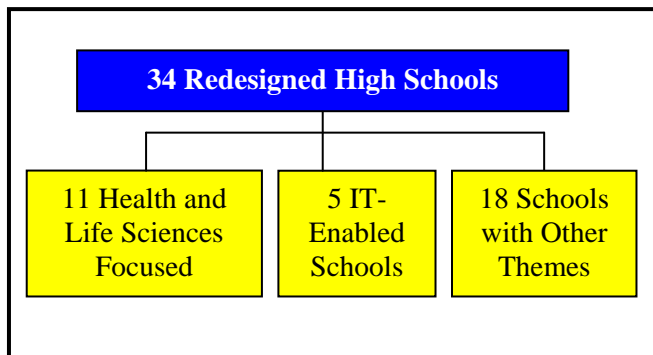 34 Redesigned High Schools
11 Health and
Life Sciences
Focused
5 IT-
Enabled
Schools
18 Schools
with Other
Themes